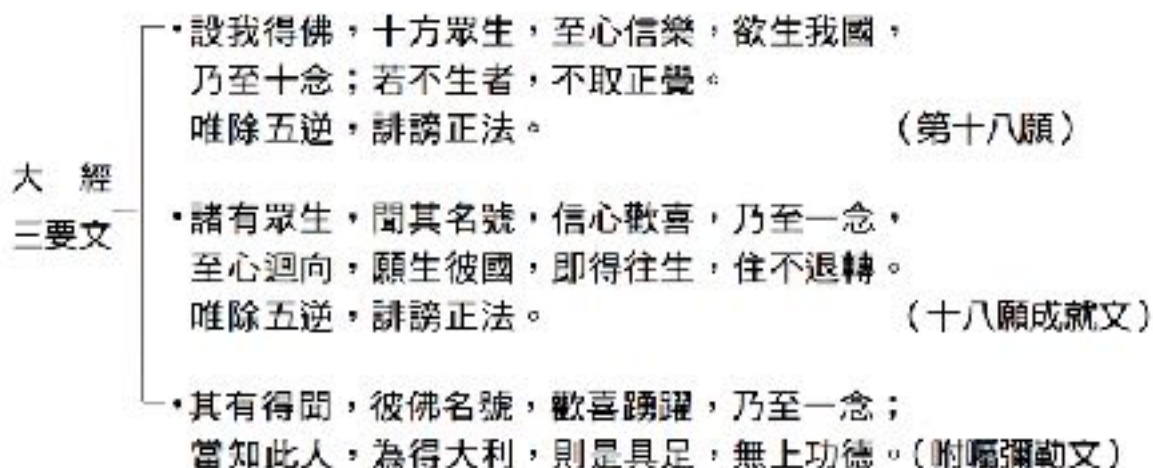 大　經
三要文
•設我得佛，十方眾生，至心信樂，欲生我國，
乃至十念；若不生者，不取正覺。
唯除五逆，誹謗正法。　（第十八願）
•諸有眾生，聞其名號，信心歡喜，乃至一念，
至心迴向，願生彼國，即得往生，住不退轉。
唯除五逆，誹謗正法。　（十八願成就文）
•其有得聞，彼佛名號，歡喜踴躍，乃至一念；
當知此人，為得大利，則是具足，無上功德。（咐囑彌勒文）